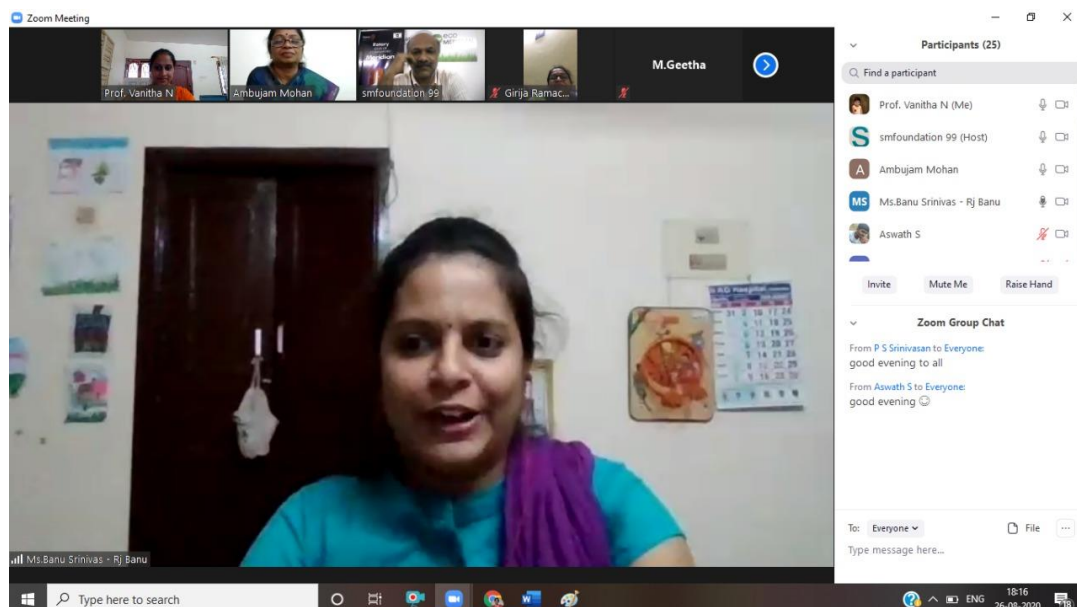 Zoom Meeting
Prof. Vanitha N
Ambujam Mohan
smfoundation 99
Girija Ramac...
M.Geetha
Participants (25)
Find a participant
Prof. Vanitha N (Me)
S smfoundation 99 (Host)
A Ambujam Mohan
MS Ms.Banu Srinivas - Rj Banu
Aswath S
Invite Mute Me Raise Hand
Zoom Group Chat
From P S Srinivasan to Everyone:
good evening to all
From Aswath S to Everyone:
good evening ☺
To: Everyone File ...
Type message here...
Ms.Banu Srinivas - Rj Banu
Type here to search
ENG
18:16
26-08-2020